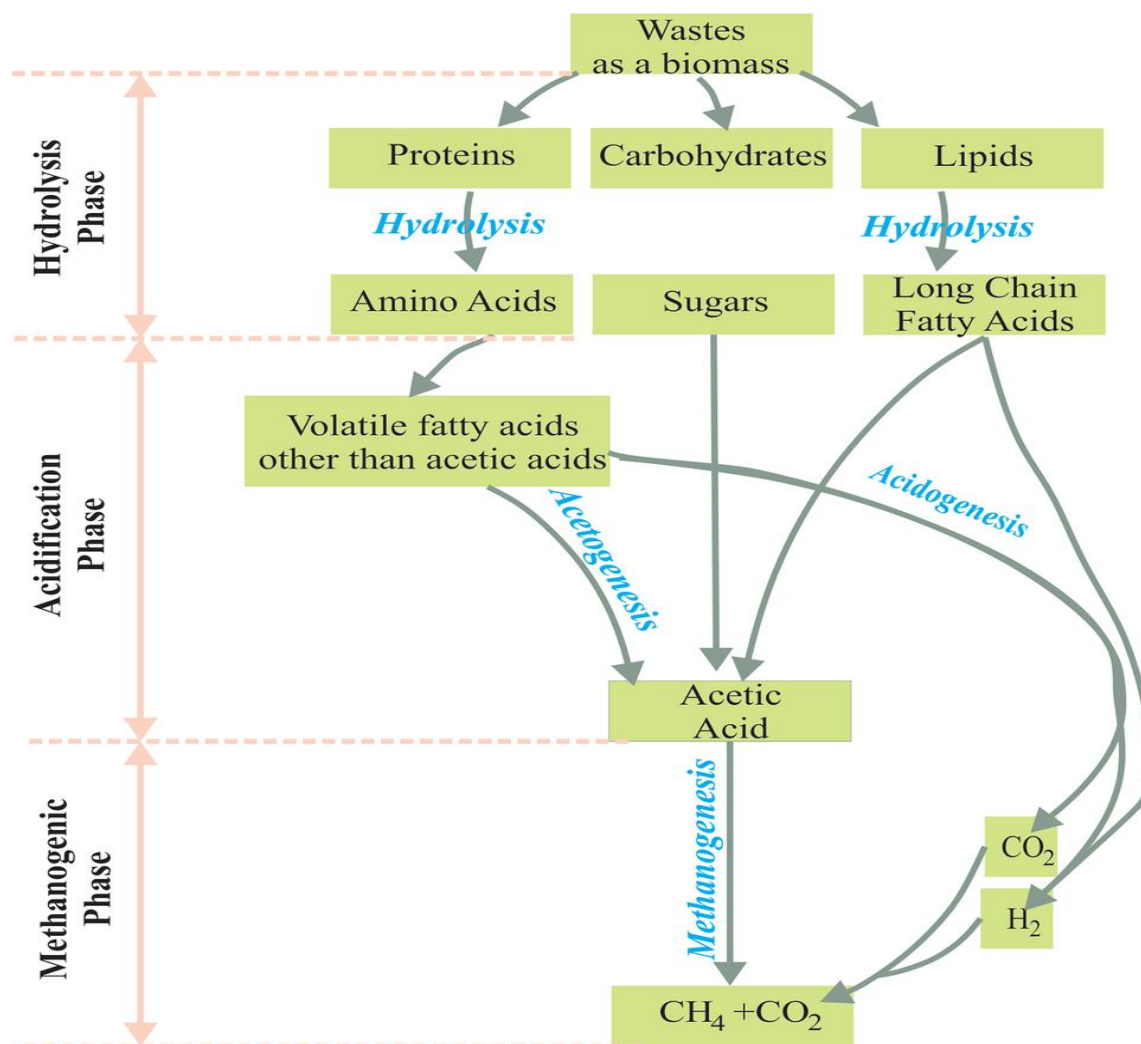 Wastes
as a biomass
Hydrolysis
Phase
Proteins
Carbohydrates
Lipids
Hydrolysis
Hydrolysis
Amino Acids
Sugars
Long Chain
Fatty Acids
Acidification
Phase
Volatile fatty acids
other than acetic acids
Acetogenesis
Acidogenesis
Acetic
Acid
Methanogenic
Phase
Methanogenesis
CO₂
H₂
CH₄ +CO₂